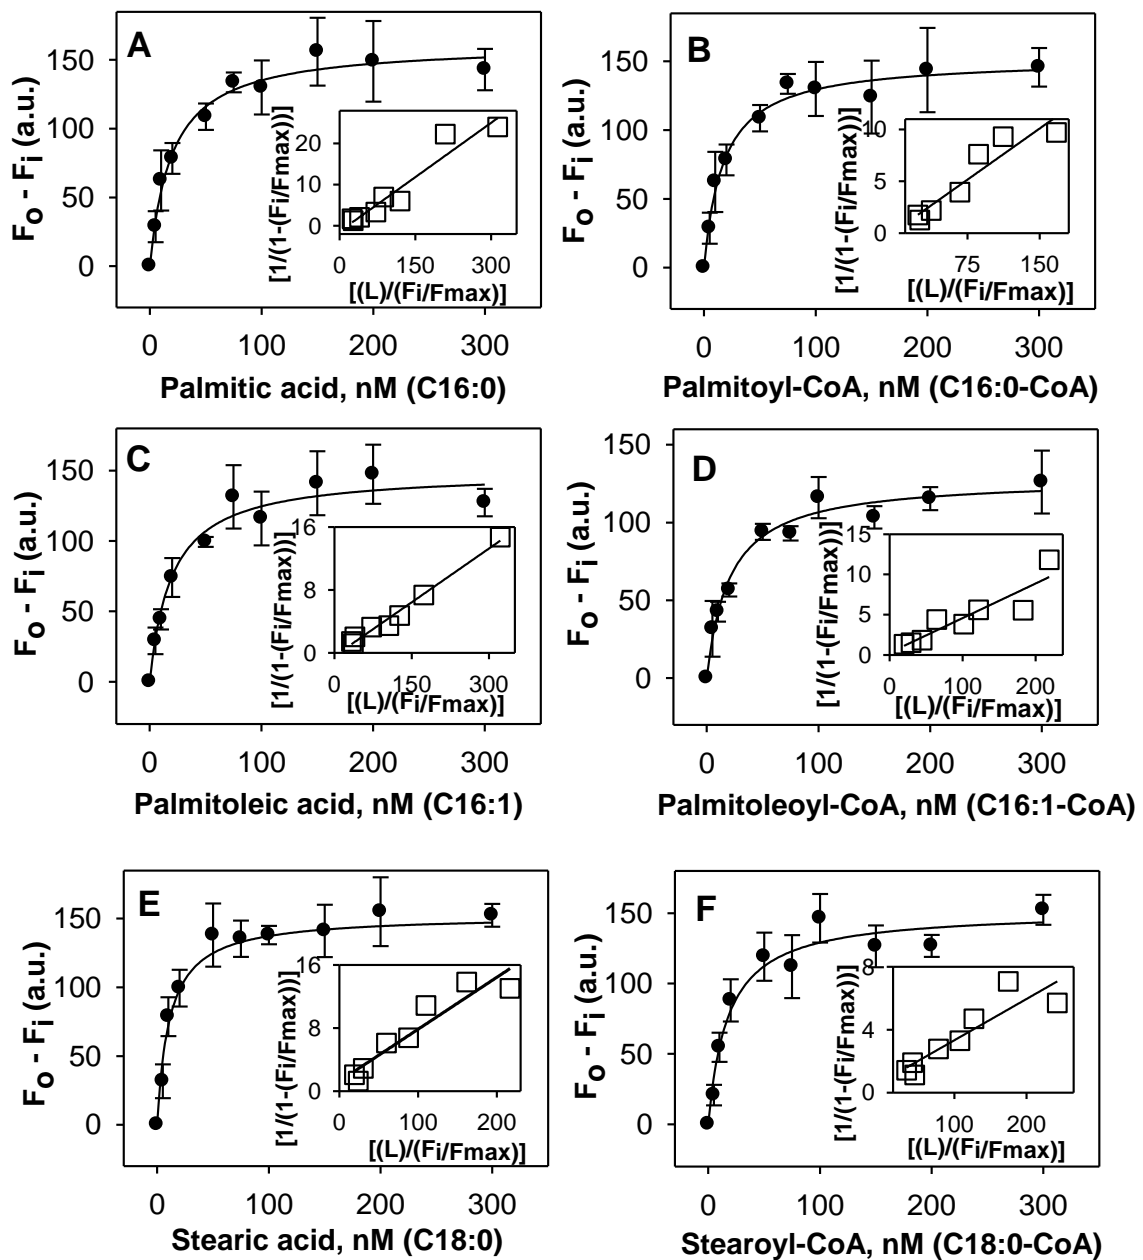 A
F₀ - Fᵢ (a.u.)
150
100
50
0
0 100 200 300
Palmitic acid, nM (C16:0)
[1/(1-(Fi/Fmax))]
20
10
0
0 150 300
[(L)/(Fi/Fmax)]
B
Fo - Fi (a.u.)
150
100
50
0
0 100 200 300
Palmitoyl-CoA, nM (C16:0-CoA)
[1/(1-(Fi/Fmax))]
10
5
0
75 150
[(L)/(Fi/Fmax)]
C
Fo - Fi (a.u.)
150
100
50
0
0 100 200 300
Palmitoleic acid, nM (C16:1)
[1/(1-(Fi/Fmax))]
16
8
0
0 150 300
[(L)/(Fi/Fmax)]
D
Fo - Fi (a.u.)
150
100
50
0
0 100 200 300
Palmitoleoyl-CoA, nM (C16:1-CoA)
[1/(1-(Fi/Fmax))]
15
10
5
0
0 100 200
[(L)/(Fi/Fmax)]
E
Fo - Fi (a.u.)
150
100
50
0
0 100 200 300
Stearic acid, nM (C18:0)
[1/(1-(Fi/Fmax))]
16
8
0
0 100 200
[(L)/(Fi/Fmax)]
F
Fo - Fi (a.u.)
150
100
50
0
0 100 200 300
Stearoyl-CoA, nM (C18:0-CoA)
[1/(1-(Fi/Fmax))]
8
4
0
100 200
[(L)/(Fi/Fmax)]